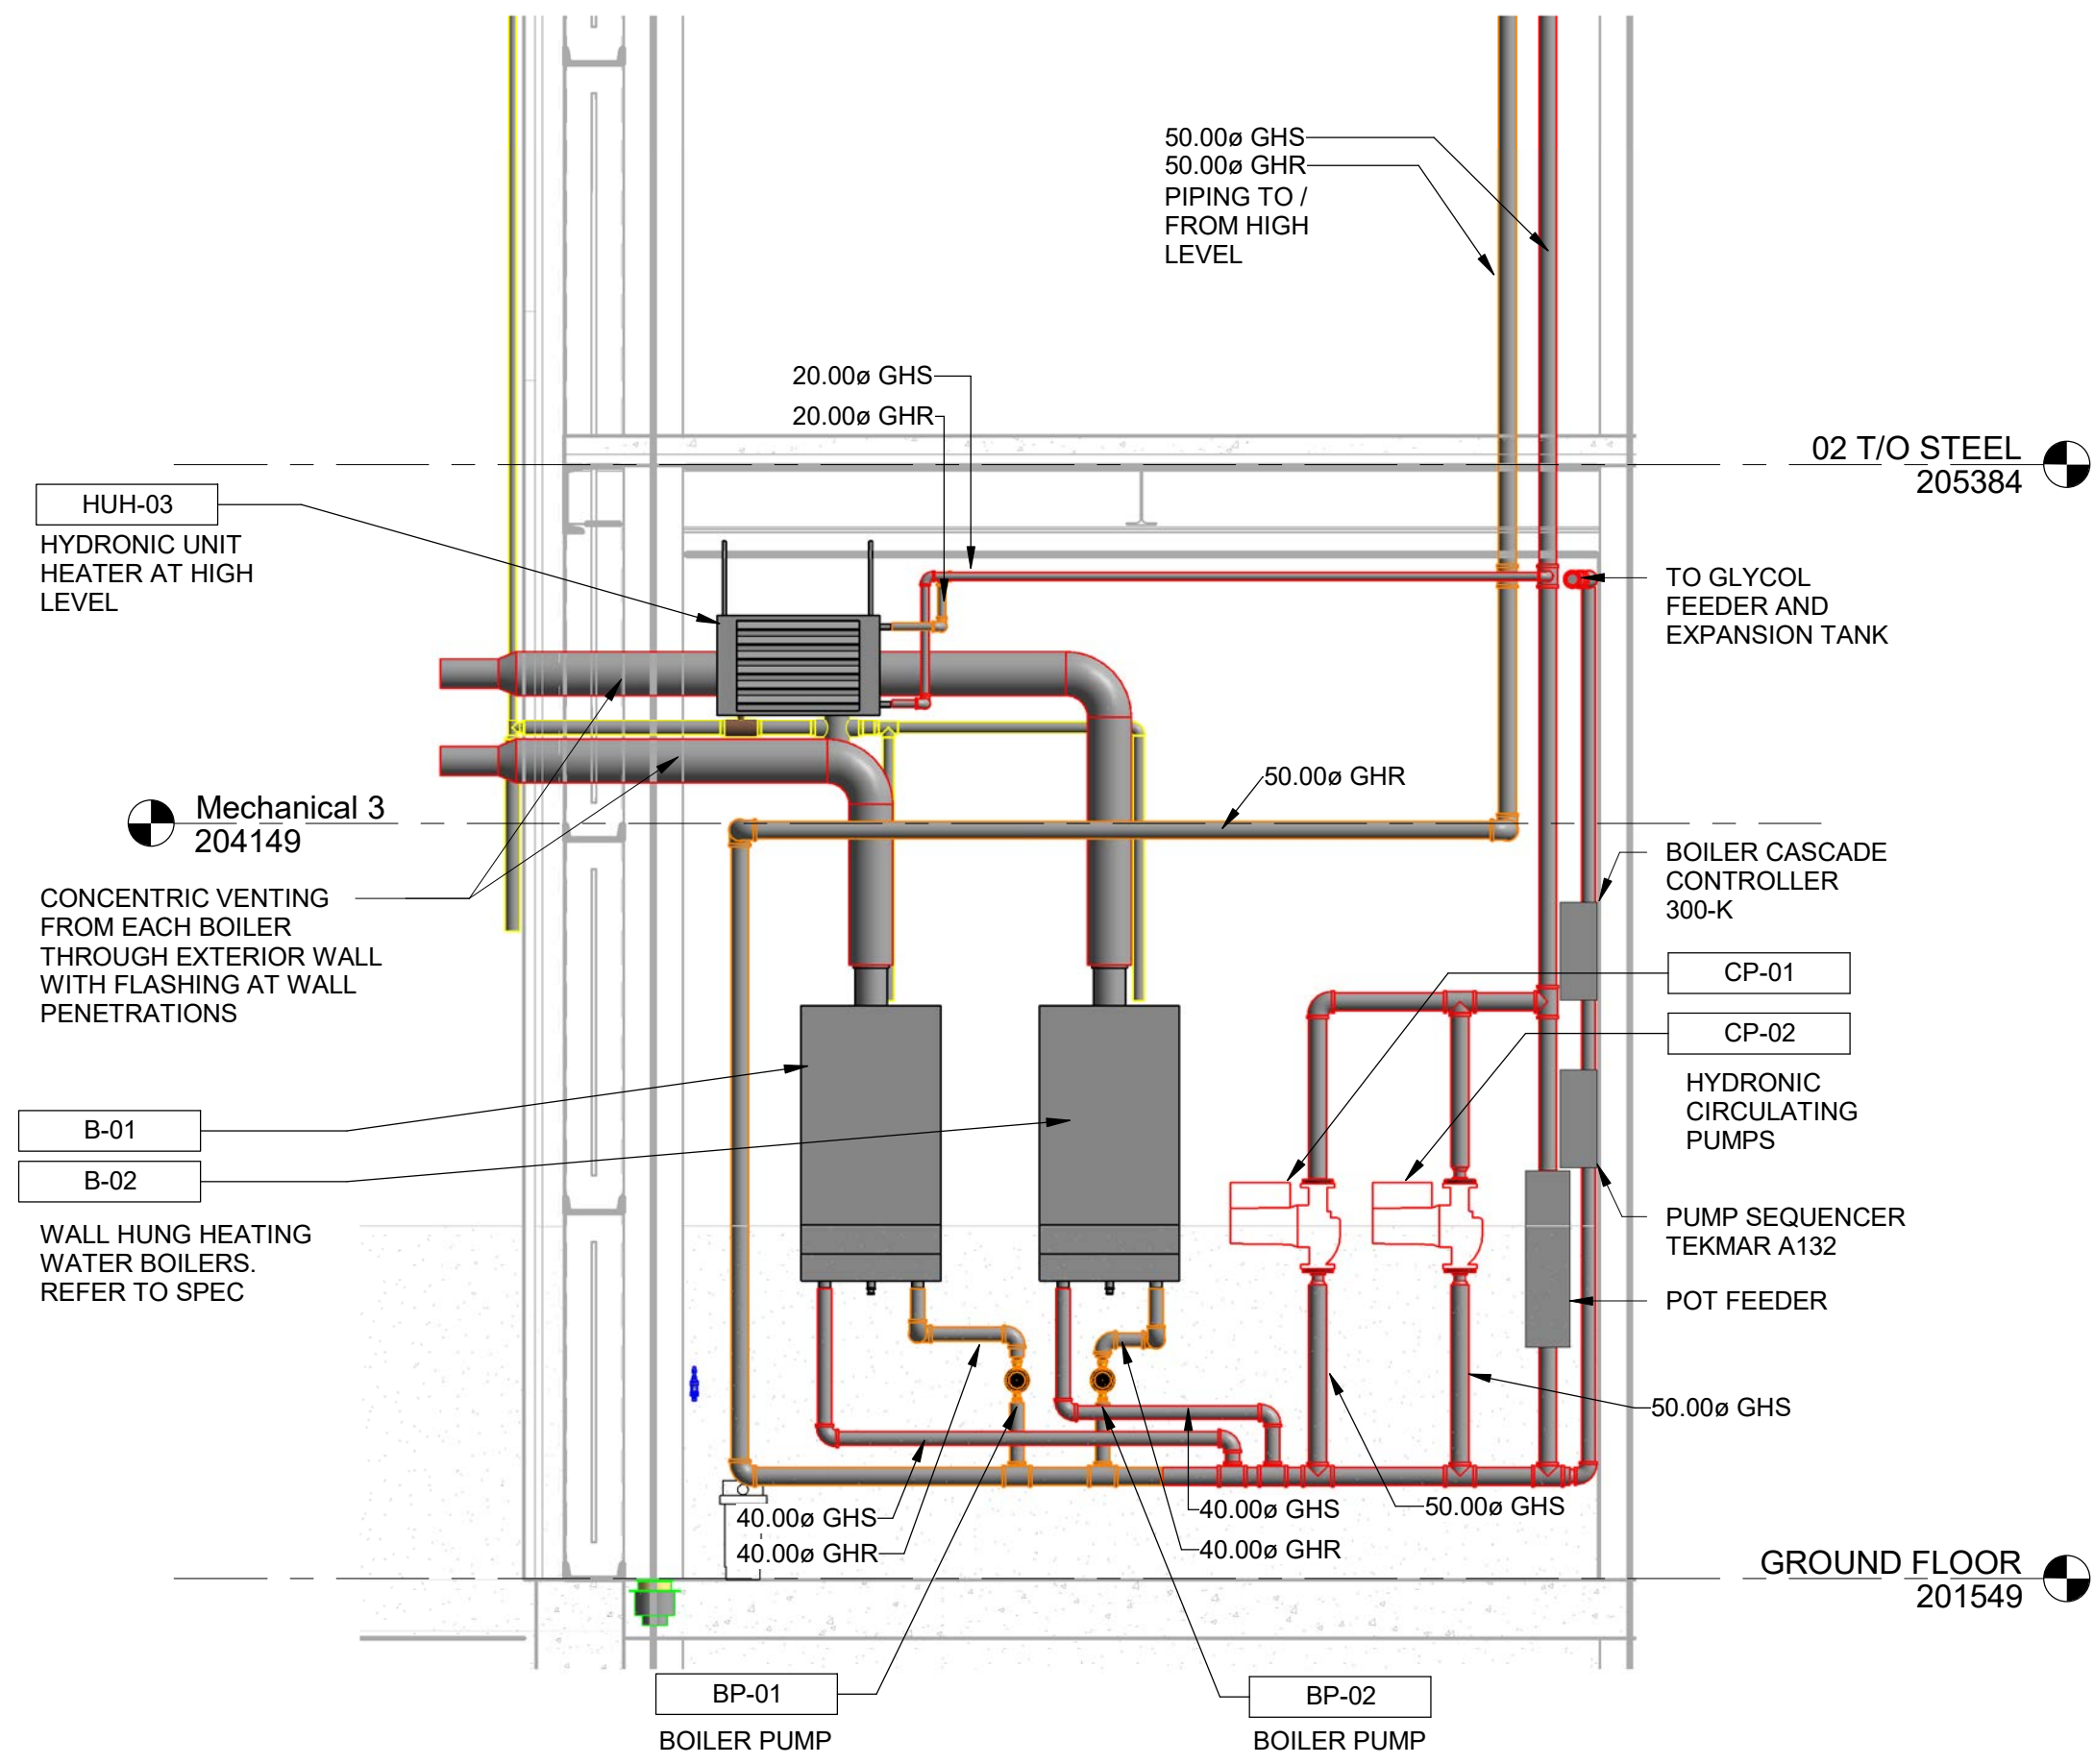 50.00ø GHS
50.00ø GHR
PIPING TO /
FROM HIGH
LEVEL
20.00ø GHS
20.00ø GHR
02 T/O STEEL
205384
HUH-03
HYDRONIC UNIT
HEATER AT HIGH
LEVEL
TO GLYCOL
FEEDER AND
EXPANSION TANK
50.00ø GHR
Mechanical 3
204149
BOILER CASCADE
CONTROLLER
300-K
CONCENTRIC VENTING
FROM EACH BOILER
THROUGH EXTERIOR WALL
WITH FLASHING AT WALL
PENETRATIONS
CP-01
CP-02
HYDRONIC
CIRCULATING
PUMPS
B-01
B-02
WALL HUNG HEATING
WATER BOILERS.
REFER TO SPEC
PUMP SEQUENCER
TEKMAR A132
POT FEEDER
50.00ø GHS
40.00ø GHS
40.00ø GHR
40.00ø GHS
40.00ø GHR
50.00ø GHS
GROUND FLOOR
201549
BP-01
BOILER PUMP
BP-02
BOILER PUMP